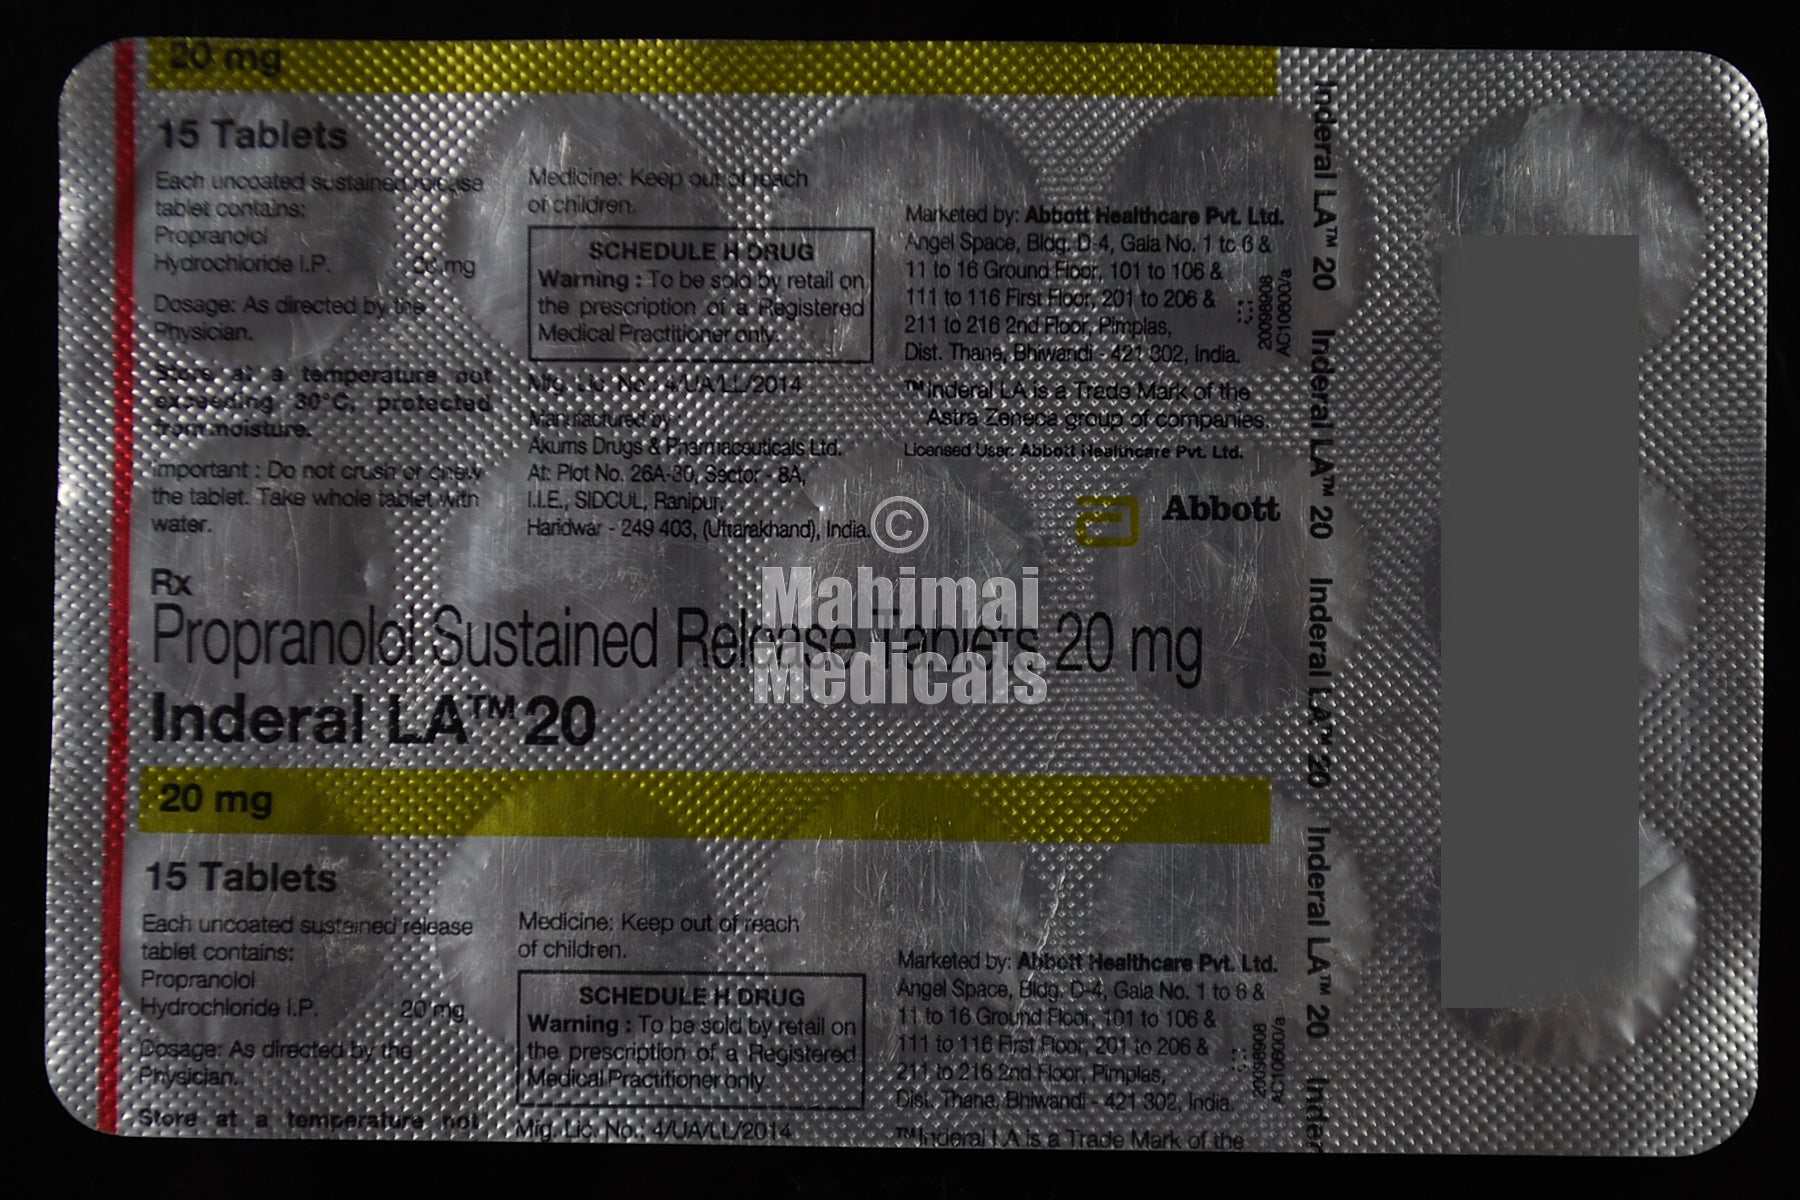 20 mg
15 Tablets
Each uncoated sustained release
tablet contains:
Propranolol
Hydrochloride I.P. 20 mg
Dosage: As directed by the
Physician.
Store at a temperature not
exceeding 30°C, protected
from moisture.
Important : Do not crush or chew
the tablet. Take whole tablet with
water.
Medicine: Keep out of reach
of children.
SCHEDULE H DRUG
Warning : To be sold by retail on
the prescription of a Registered
Medical Practitioner only.
Mfg. Lic. No.: 4/UA/LL/2014
Manufactured by
Akums Drugs & Pharmaceuticals Ltd.
At: Plot No. 26A-30, Sector - 8A,
I.I.E., SIDCUL, Ranipur,
Haridwar - 249 403, (Uttarakhand), India.
Marketed by: Abbott Healthcare Pvt. Ltd.
Angel Space, Bldg. D-4, Gala No. 1 to 6 &
11 to 16 Ground Floor, 101 to 106 &
111 to 116 First Floor, 201 to 206 &
211 to 216 2nd Floor, Pimplas,
Dist. Thane, Bhiwandi - 421 302, India.
™Inderal LA is a Trade Mark of the
Astra Zeneca group of companies.
Licensed User: Abbott Healthcare Pvt. Ltd.
20098908
AC10600/a
Abbott
Rx
Propranolol Sustained Release Tablets 20 mg
Inderal LA™ 20
©
Mahimai
Medicals
20 mg
15 Tablets
Each uncoated sustained release
tablet contains:
Propranolol
Hydrochloride I.P. 20 mg
Dosage: As directed by the
Physician.
Store at a temperature not
Medicine: Keep out of reach
of children.
SCHEDULE H DRUG
Warning : To be sold by retail on
the prescription of a Registered
Medical Practitioner only.
Mfg. Lic. No.: 4/UA/LL/2014
Marketed by: Abbott Healthcare Pvt. Ltd.
Angel Space, Bldg. D-4, Gala No. 1 to 6 &
11 to 16 Ground Floor, 101 to 106 &
111 to 116 First Floor, 201 to 206 &
211 to 216 2nd Floor, Pimplas,
Dist. Thane, Bhiwandi - 421 302, India.
™Inderal LA is a Trade Mark of the
20098908
AC10600/a
Inderal LA™ 20 Inderal LA™ 20 Inderal LA™ 20 Inderal LA™ 20 Inder